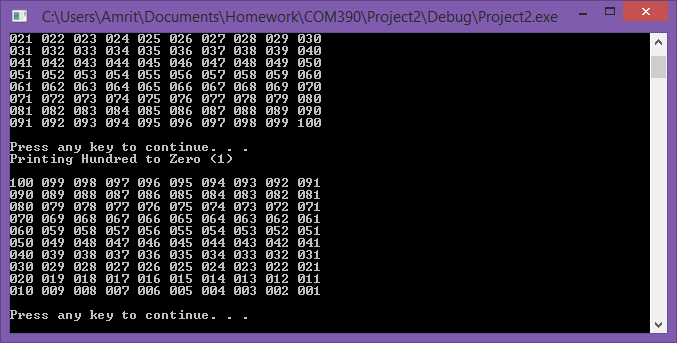 C:\Users\Amrit\Documents\Homework\COM390\Project2\Debug\Project2.exe
021 022 023 024 025 026 027 028 029 030
031 032 033 034 035 036 037 038 039 040
041 042 043 044 045 046 047 048 049 050
051 052 053 054 055 056 057 058 059 060
061 062 063 064 065 066 067 068 069 070
071 072 073 074 075 076 077 078 079 080
081 082 083 084 085 086 087 088 089 090
091 092 093 094 095 096 097 098 099 100
Press any key to continue. . .
Printing Hundred to Zero (1)
100 099 098 097 096 095 094 093 092 091
090 089 088 087 086 085 084 083 082 081
080 079 078 077 076 075 074 073 072 071
070 069 068 067 066 065 064 063 062 061
060 059 058 057 056 055 054 053 052 051
050 049 048 047 046 045 044 043 042 041
040 039 038 037 036 035 034 033 032 031
030 029 028 027 026 025 024 023 022 021
020 019 018 017 016 015 014 013 012 011
010 009 008 007 006 005 004 003 002 001
Press any key to continue. . .